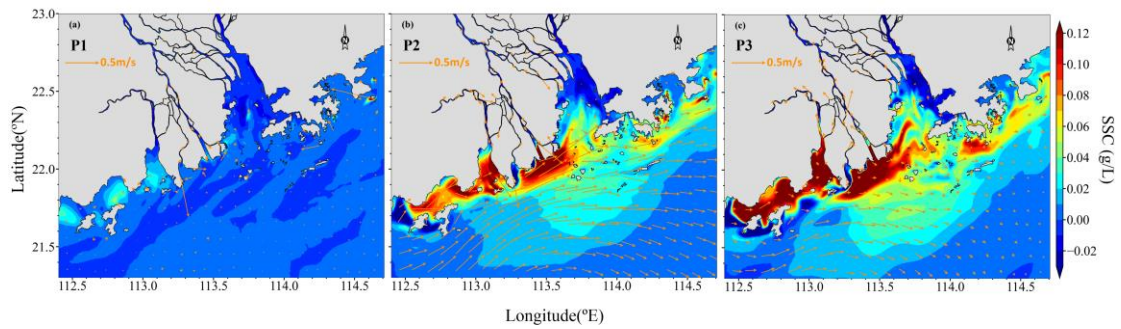 (a) (b) (c)
P1 P2 P3
N N N
0.5m/s 0.5m/s 0.5m/s
23.0
22.5
22.0
21.5
Latitude(ºN)
112.5 113.0 113.5 114.0 114.5 112.5 113.0 113.5 114.0 114.5 112.5 113.0 113.5 114.0 114.5
Longitude(ºE)
0.12
0.10
0.08
0.06
0.04
0.02
0.00
−0.02
SSC (g/L)